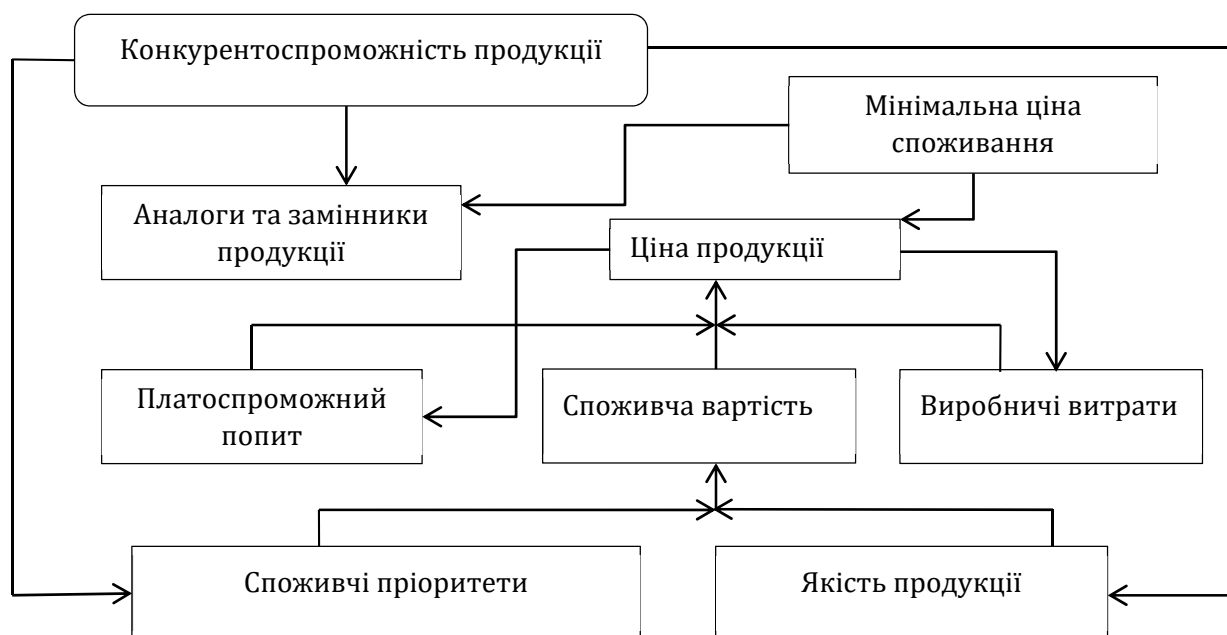 Конкурентоспроможність продукції
Мінімальна ціна
споживання
Аналоги та замінники
продукції
Ціна продукції
Платоспроможний
попит
Споживча вартість
Виробничі витрати
Споживчі пріоритети
Якість продукції